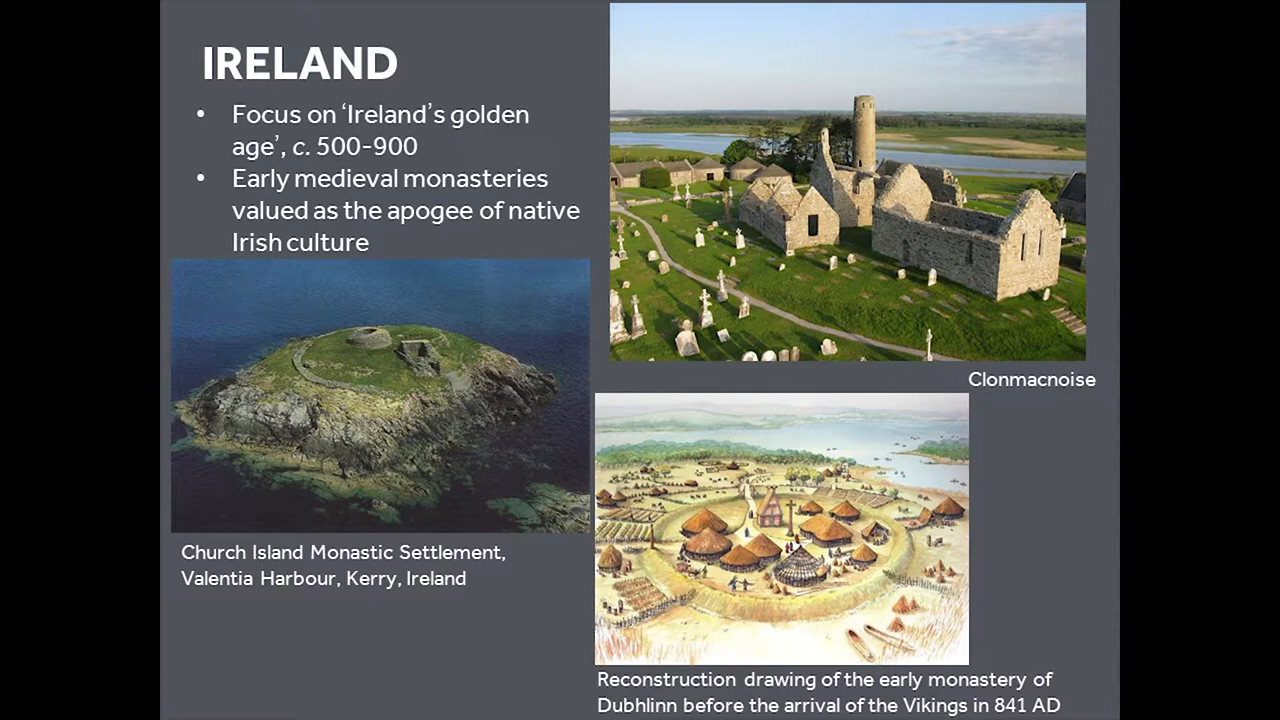 IRELAND
• Focus on ‘Ireland’s golden
age’, c. 500-900
• Early medieval monasteries
valued as the apogee of native
Irish culture
Clonmacnoise
Church Island Monastic Settlement,
Valentia Harbour, Kerry, Ireland
Reconstruction drawing of the early monastery of
Dubhlinn before the arrival of the Vikings in 841 AD